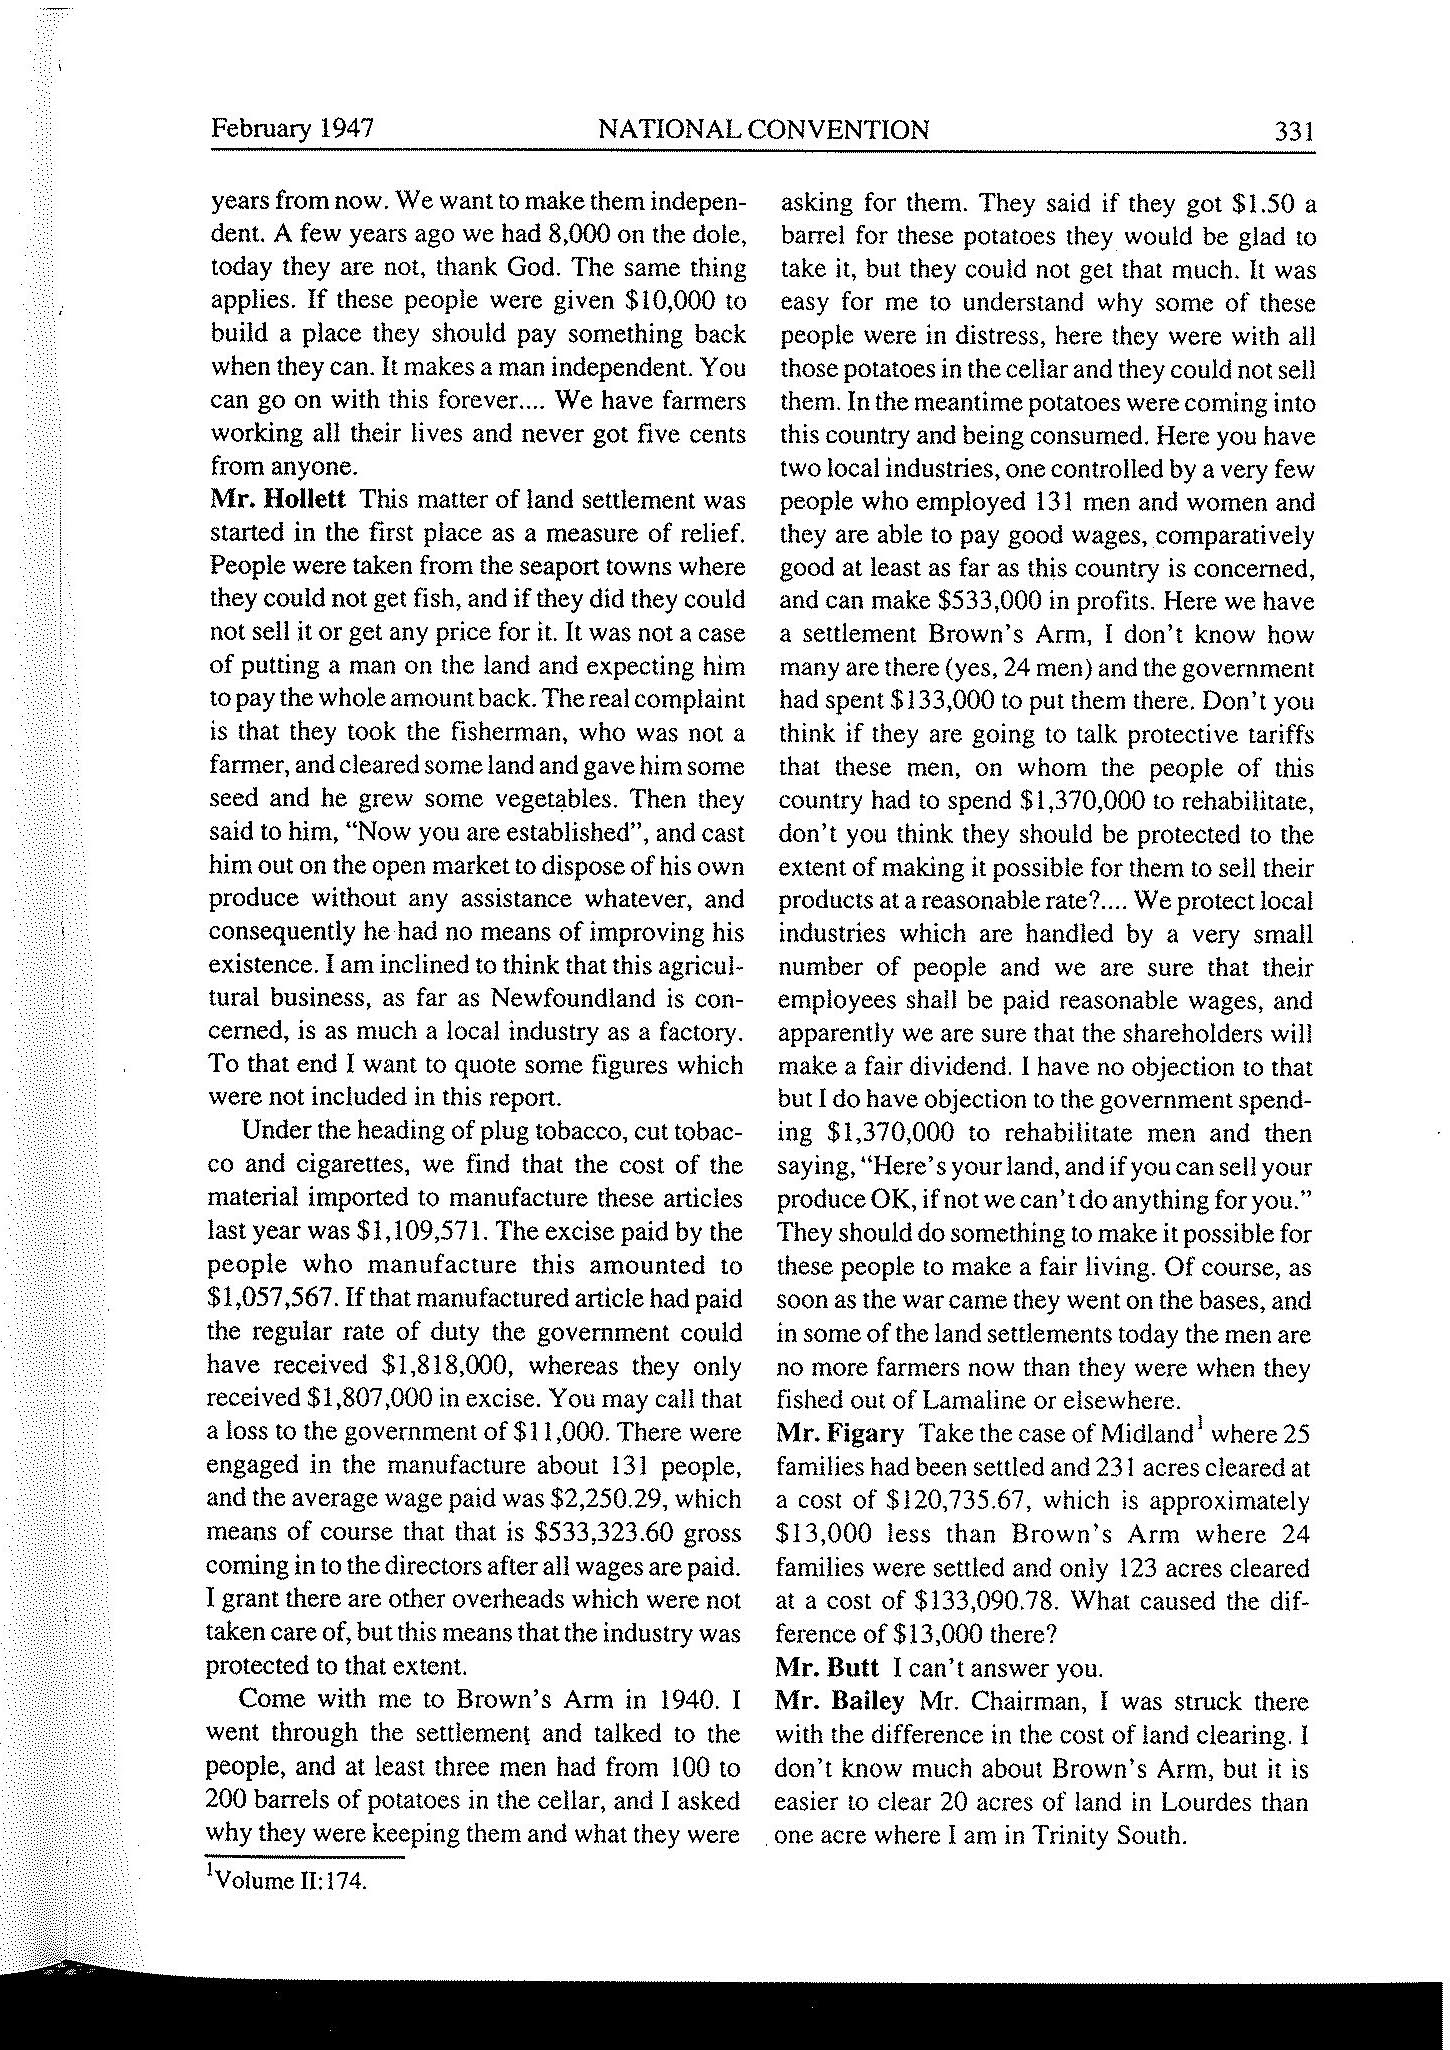 February 1947 NATIONAL CONVENTION 331
years from now. We want to make them indepen-
dent. A few years ago we had 8,000 on the dole,
today they are not, thank God. The same thing
applies. If these people were given $10,000 to
build a place they should pay something back
when they can. It makes a man independent. You
can go on with this forever.... We have farmers
working all their lives and never got five cents
from anyone.
Mr. Hollett This matter of land settlement was
started in the first place as a measure of relief.
People were taken from the seaport towns where
they could not get fish, and if they did they could
not sell it or get any price for it. It was not a case
of putting a man on the land and expecting him
to pay the whole amount back. The real complaint
is that they took the fisherman, who was not a
farmer, and cleared some land and gave him some
seed and he grew some vegetables. Then they
said to him, “Now you are established”, and cast
him out on the open market to dispose of his own
produce without any assistance whatever, and
consequently he had no means of improving his
existence. I am inclined to think that this agricul-
tural business, as far as Newfoundland is con-
cerned, is as much a local industry as a factory.
To that end I want to quote some figures which
were not included in this report.
Under the heading of plug tobacco, cut tobac-
co and cigarettes, we find that the cost of the
material imported to manufacture these articles
last year was $1,109,571. The excise paid by the
people who manufacture this amounted to
$1,057,567. If that manufactured article had paid
the regular rate of duty the government could
have received $1,818,000, whereas they only
received $1,807,000 in excise. You may call that
a loss to the government of $11,000. There were
engaged in the manufacture about 131 people,
and the average wage paid was $2,250.29, which
means of course that that is $533,323.60 gross
coming in to the directors after all wages are paid.
I grant there are other overheads which were not
taken care of, but this means that the industry was
protected to that extent.
Come with me to Brown's Arm in 1940. I
went through the settlement and talked to the
people, and at least three men had from 100 to
200 barrels of potatoes in the cellar, and I asked
why they were keeping them and what they were
¹Volume II:174.
asking for them. They said if they got $1.50 a
barrel for these potatoes they would be glad to
take it, but they could not get that much. It was
easy for me to understand why some of these
people were in distress, here they were with all
those potatoes in the cellar and they could not sell
them. In the meantime potatoes were coming into
this country and being consumed. Here you have
two local industries, one controlled by a very few
people who employed 131 men and women and
they are able to pay good wages, comparatively
good at least as far as this country is concerned,
and can make $533,000 in profits. Here we have
a settlement Brown's Arm, I don't know how
many are there (yes, 24 men) and the government
had spent $133,000 to put them there. Don't you
think if they are going to talk protective tariffs
that these men, on whom the people of this
country had to spend $1,370,000 to rehabilitate,
don't you think they should be protected to the
extent of making it possible for them to sell their
products at a reasonable rate?.... We protect local
industries which are handled by a very small
number of people and we are sure that their
employees shall be paid reasonable wages, and
apparently we are sure that the shareholders will
make a fair dividend. I have no objection to that
but I do have objection to the government spend-
ing $1,370,000 to rehabilitate men and then
saying, “Here's your land, and if you can sell your
produce OK, if not we can't do anything for you.”
They should do something to make it possible for
these people to make a fair living. Of course, as
soon as the war came they went on the bases, and
in some of the land settlements today the men are
no more farmers now than they were when they
fished out of Lamaline or elsewhere.
Mr. Figary Take the case of Midland¹ where 25
families had been settled and 231 acres cleared at
a cost of $120,735.67, which is approximately
$13,000 less than Brown's Arm where 24
families were settled and only 123 acres cleared
at a cost of $133,090.78. What caused the dif-
ference of $13,000 there?
Mr. Butt I can't answer you.
Mr. Bailey Mr. Chairman, I was struck there
with the difference in the cost of land clearing. I
don't know much about Brown's Arm, but it is
easier to clear 20 acres of land in Lourdes than
one acre where I am in Trinity South.